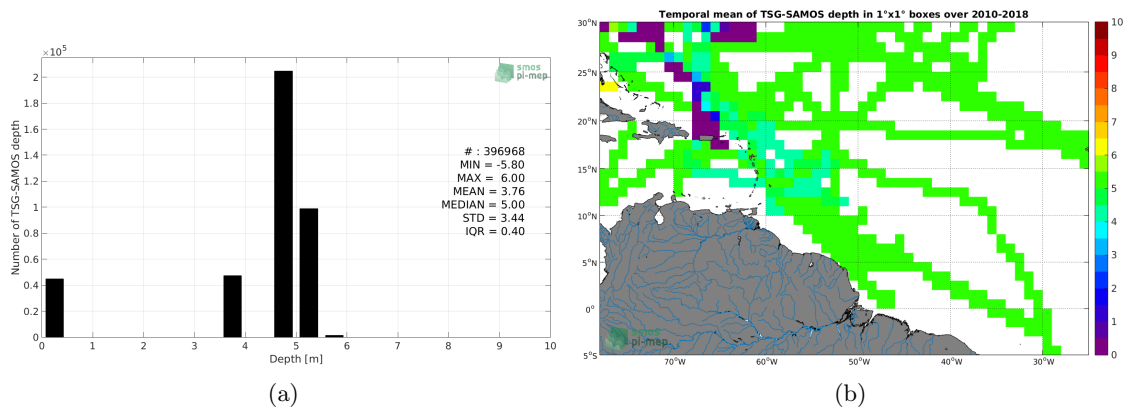 ×10⁵
2
1.8
1.6
1.4
1.2
1
0.8
0.6
0.4
0.2
0
Number of TSG-SAMOS depth
smos
pi-mep
# : 396968
MIN = -5.80
MAX = 6.00
MEAN = 3.76
MEDIAN = 5.00
STD = 3.44
IQR = 0.40
0 1 2 3 4 5 6 7 8 9 10
Depth [m]
(a)
Temporal mean of TSG-SAMOS depth in 1°x1° boxes over 2010-2018
30°N
25°N
20°N
15°N
10°N
5°N
0°
5°S
70°W 60°W 50°W 40°W 30°W
smos
pi-mep
10
9
8
7
6
5
4
3
2
1
0
(b)